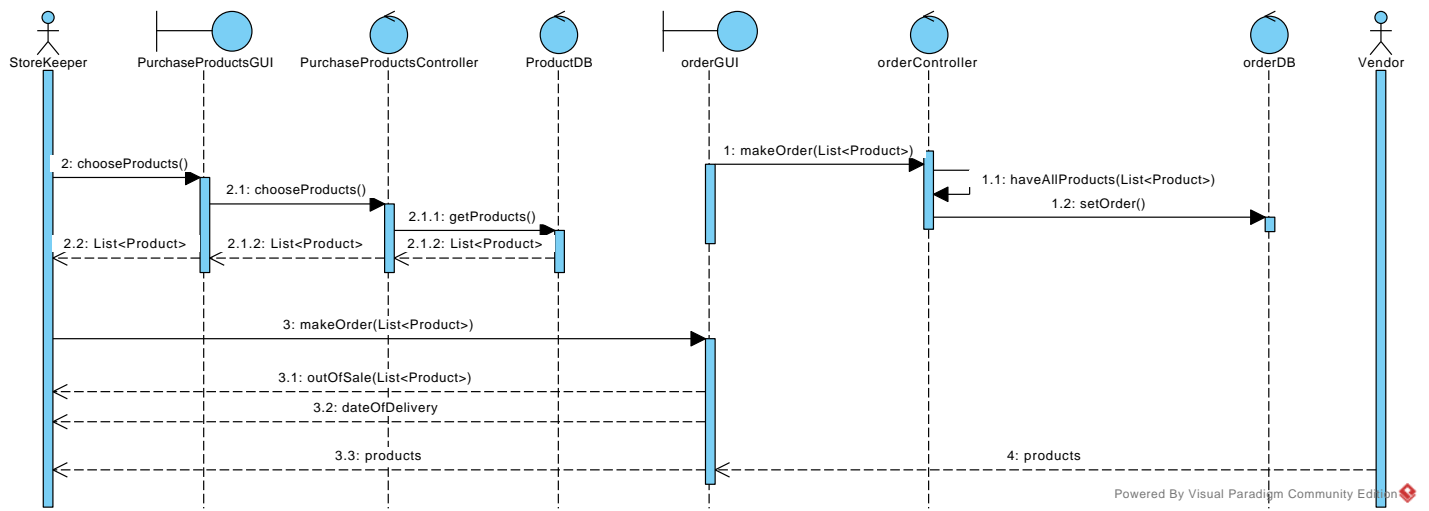 StoreKeeper
PurchaseProductsGUI
PurchaseProductsController
ProductDB
orderGUI
orderController
orderDB
Vendor
1: makeOrder(List<Product>)
2: chooseProducts()
1.1: haveAllProducts(List<Product>)
2.1: chooseProducts()
1.2: setOrder()
2.1.1: getProducts()
2.2: List<Product>
2.1.2: List<Product>
2.1.2: List<Product>
3: makeOrder(List<Product>)
3.1: outOfSale(List<Product>)
3.2: dateOfDelivery
3.3: products
4: products
Powered By Visual Paradigm Community Edition